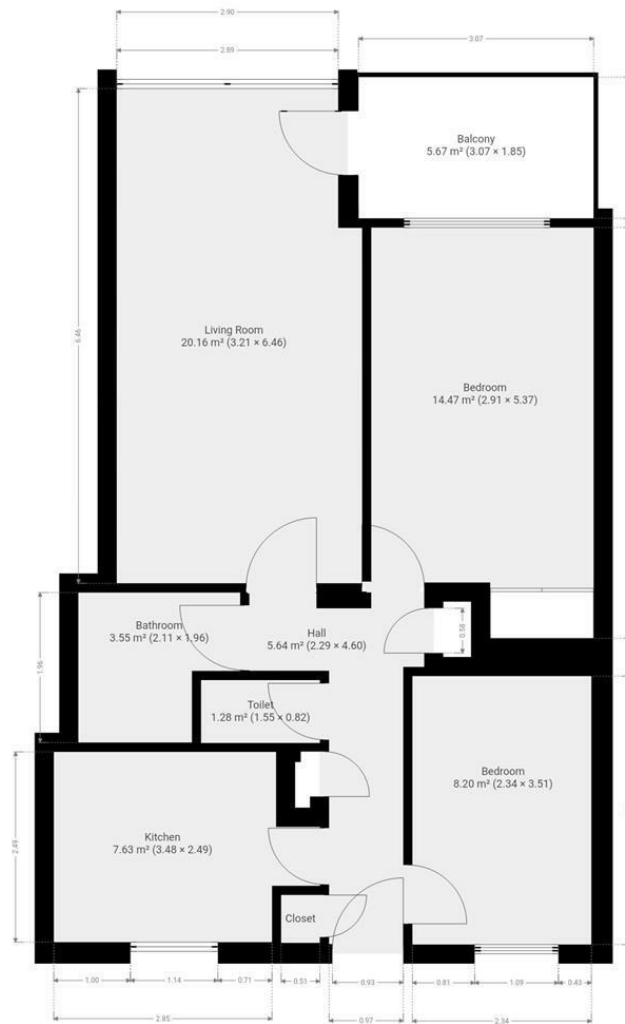 2.90
2.89
3.07
Balcony
5.67 m² (3.07 × 1.85)
6.46
Living Room
20.16 m² (3.21 × 6.46)
Bedroom
14.47 m² (2.91 × 5.37)
Bathroom
3.55 m² (2.11 × 1.96)
Hall
5.64 m² (2.29 × 4.60)
0.58
1.96
Toilet
1.28 m² (1.55 × 0.82)
Bedroom
8.20 m² (2.34 × 3.51)
Kitchen
7.63 m² (3.48 × 2.49)
2.49
Closet
1.00
1.14
0.71
0.51
0.93
0.81
1.09
0.43
2.85
0.97
2.34